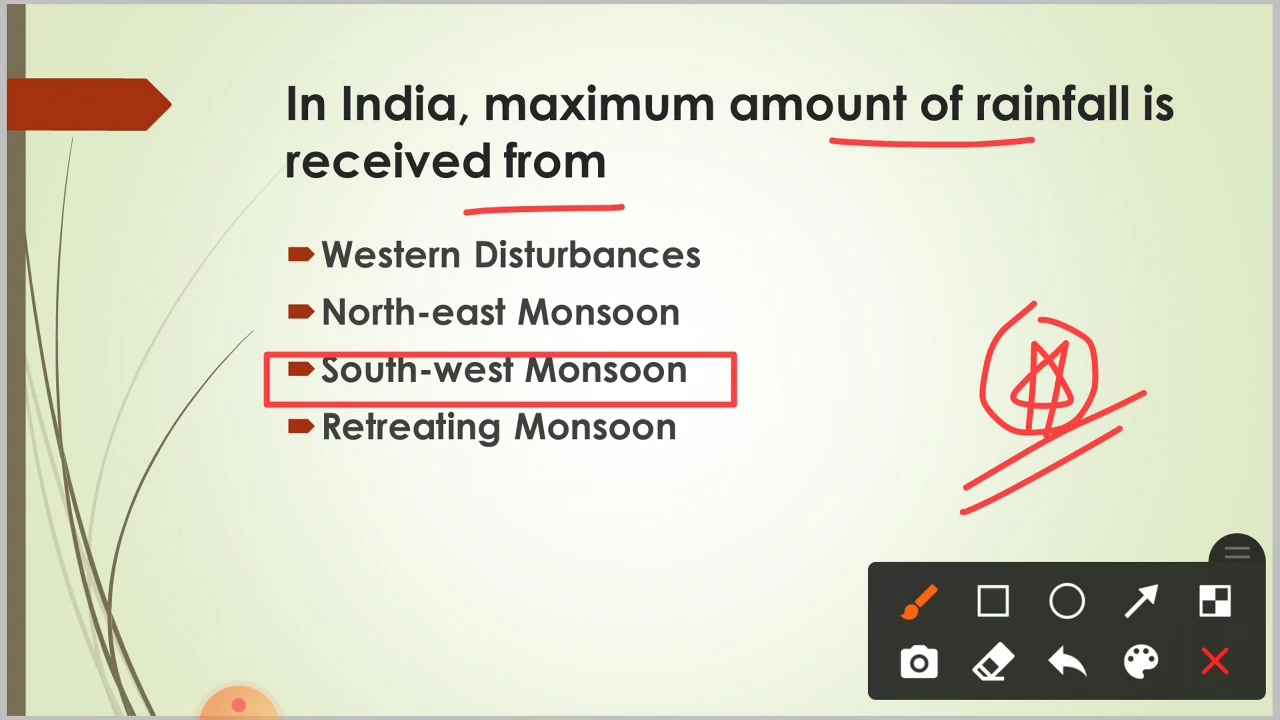 In India, maximum amount of rainfall is
received from
Western Disturbances
North-east Monsoon
South-west Monsoon
Retreating Monsoon